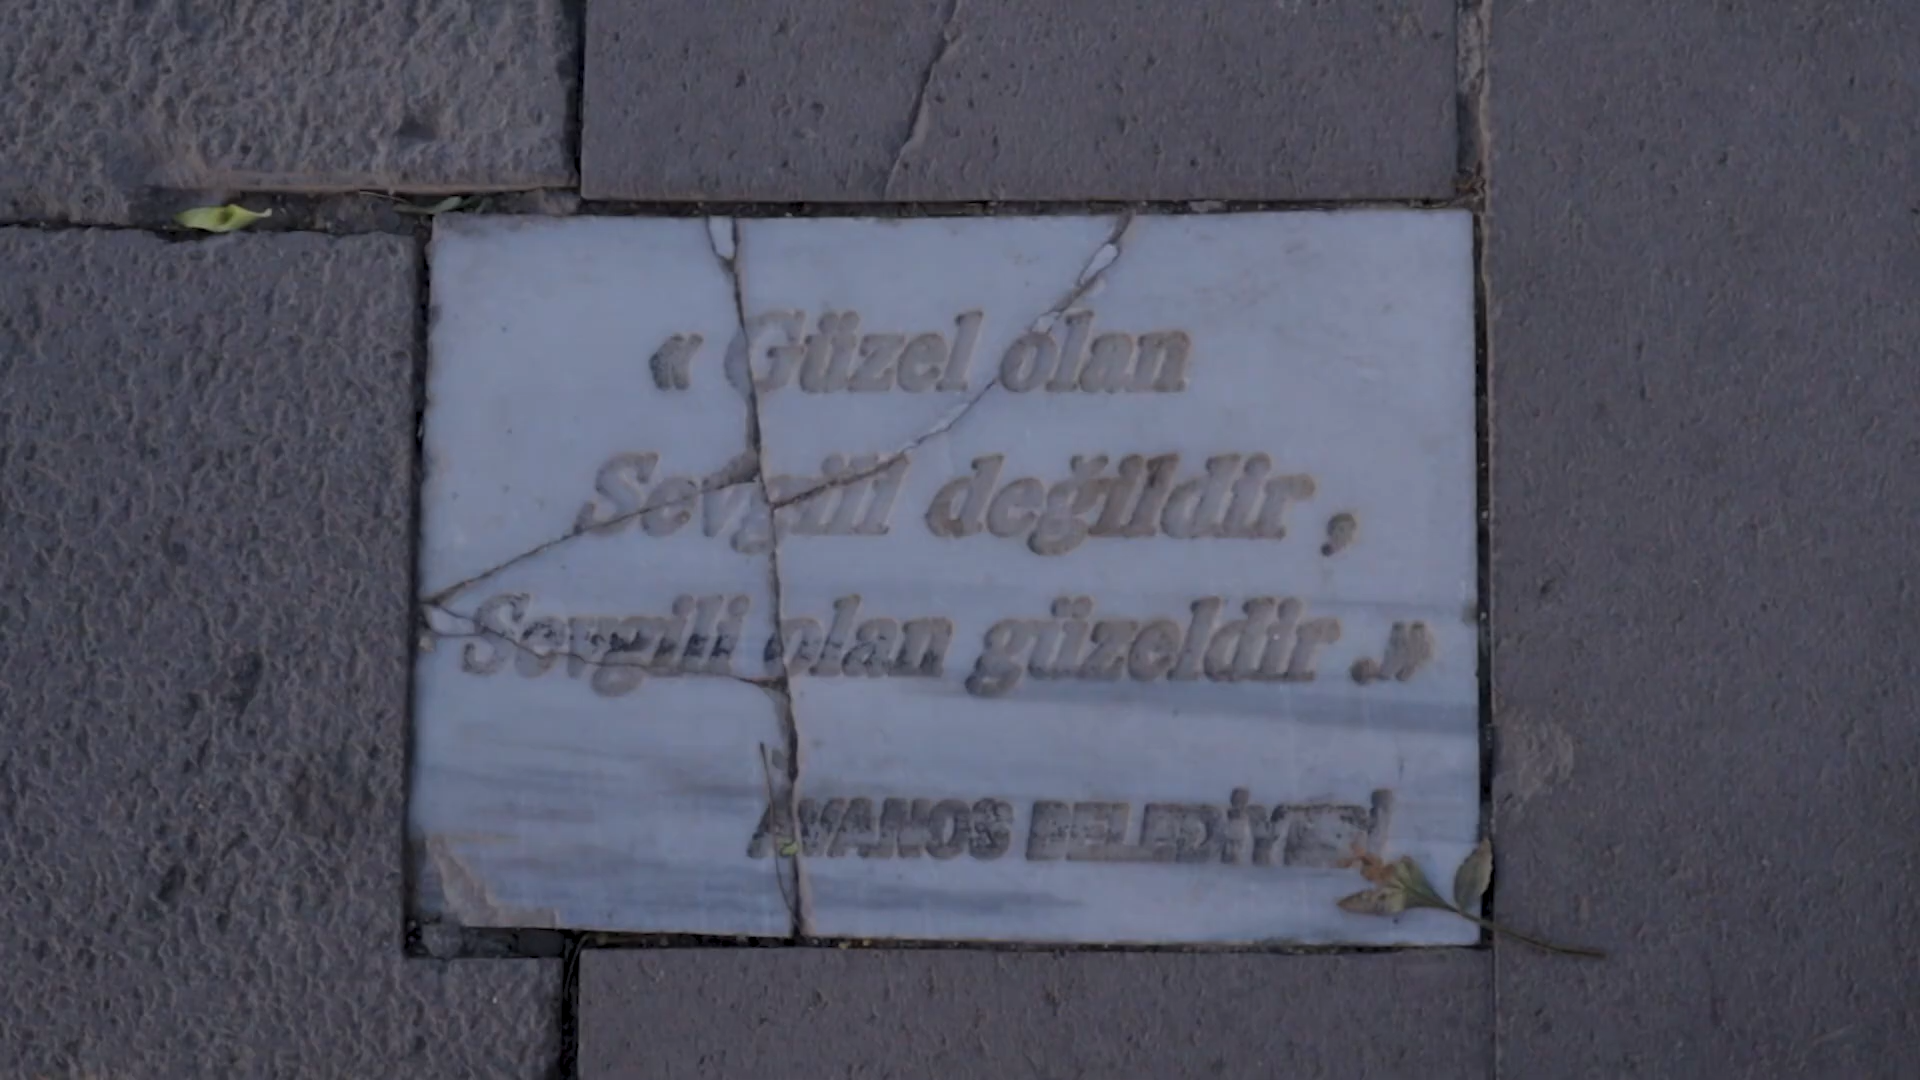 « Güzel olan
Sevgili değildir ,
Sevgili olan güzeldir .»
AVANOS BELEDİYESİ